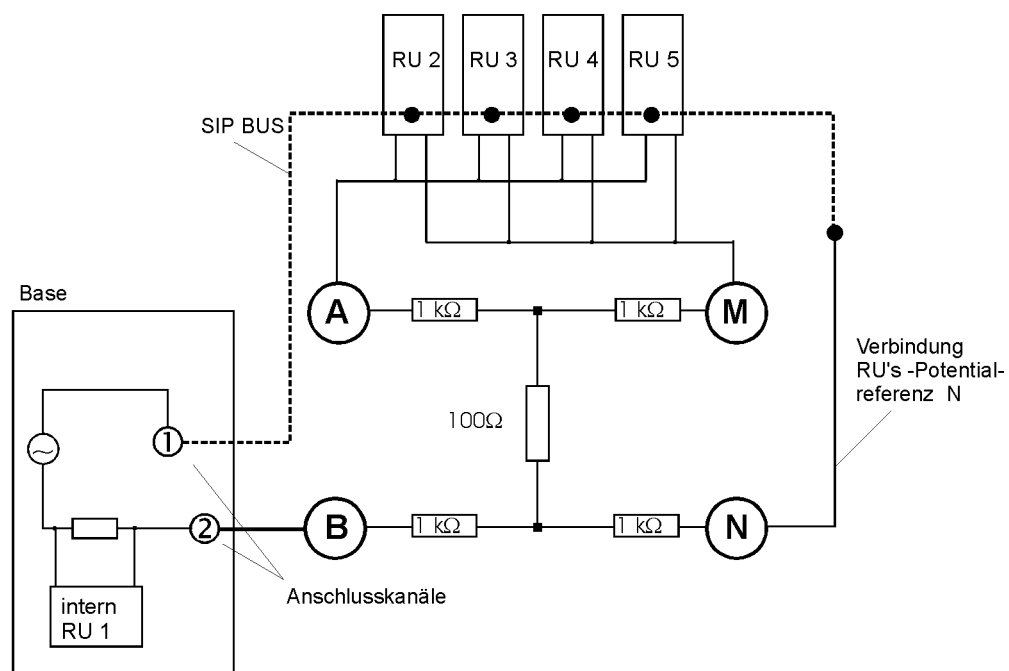 RU 2
RU 3
RU 4
RU 5
SIP BUS
Base
A
1 kΩ
1 kΩ
M
Verbindung
RU's -Potential-
referenz N
100Ω
1
~
2
B
1 kΩ
1 kΩ
N
intern
RU 1
Anschlusskanäle